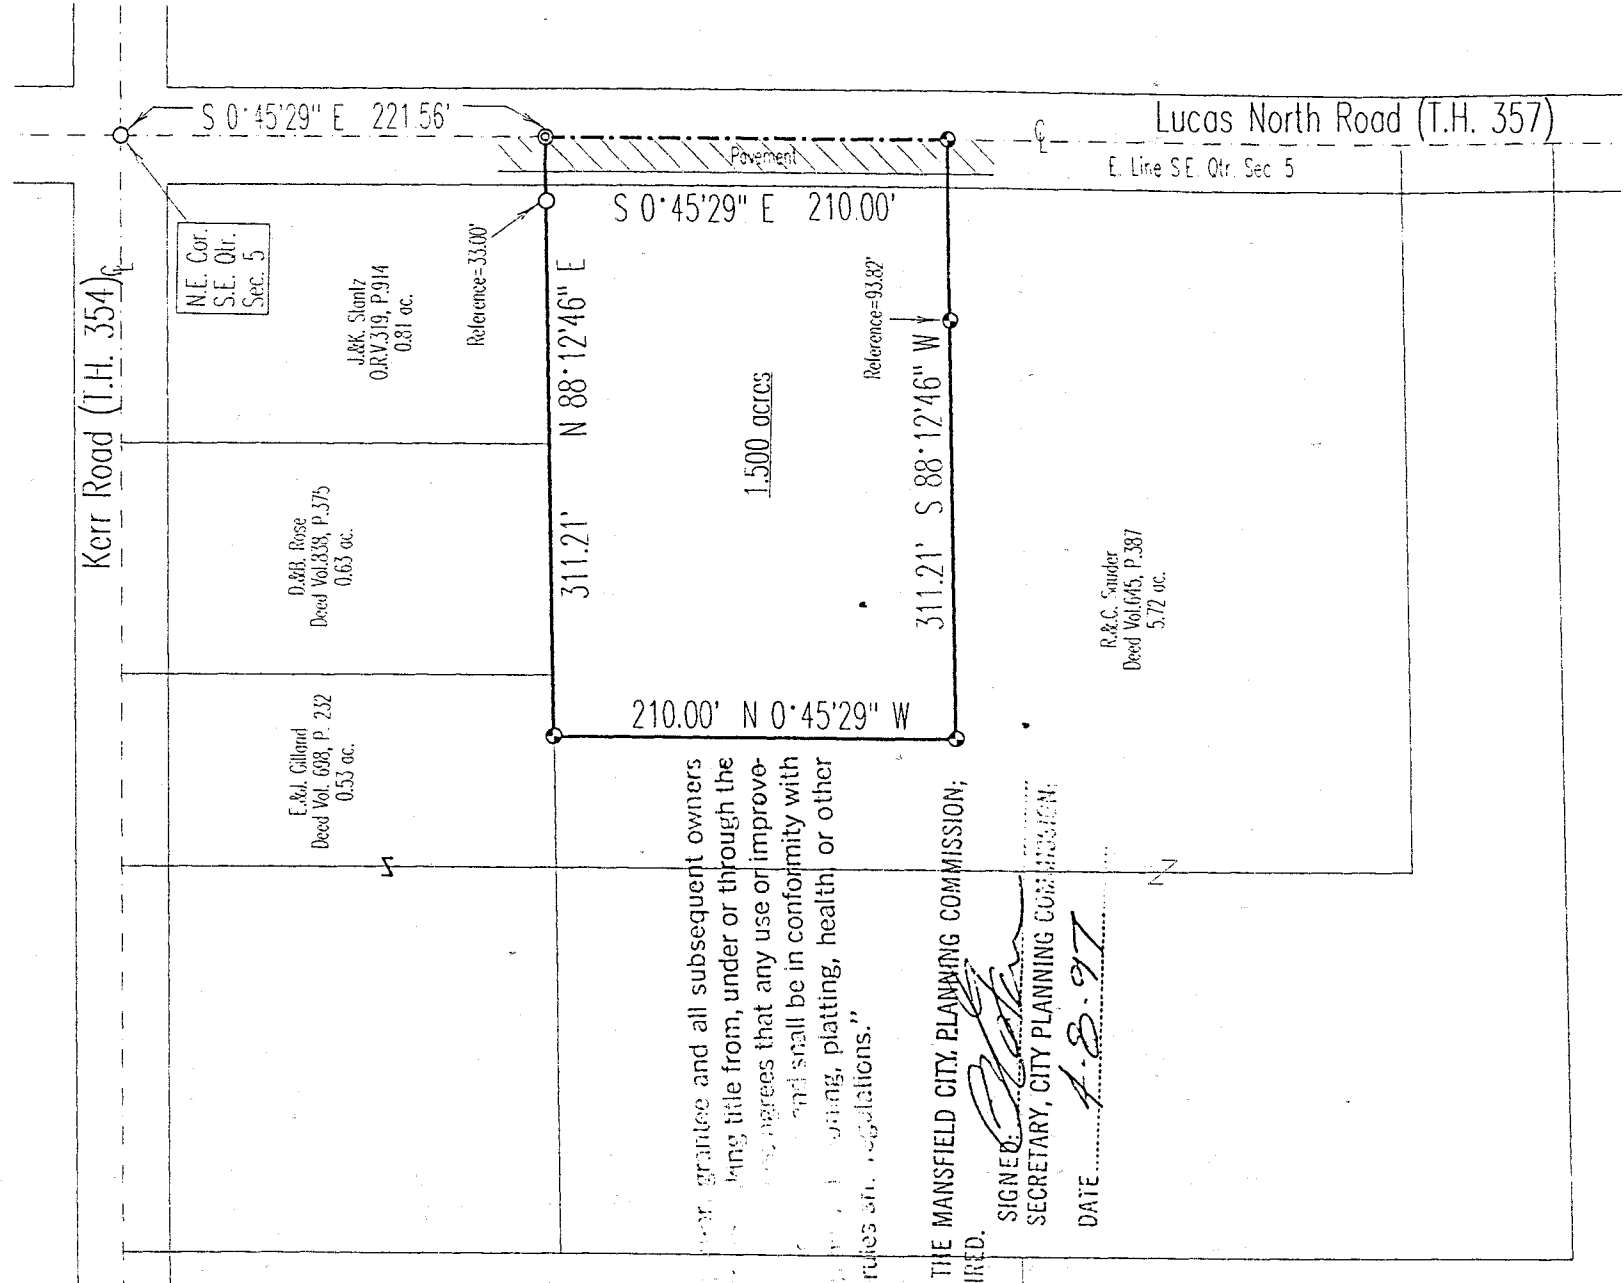 S 0°45'29" E 221.56'
Lucas North Road (T.H. 357)
℄
Pavement
E. Line S.E. Qtr. Sec 5
S 0°45'29" E 210.00'
N.E. Cor.
S.E. Qtr.
Sec. 5
Kerr Road (T.H. 354)
℄
J.&K. Stantz
O.R.V.319, P.914
0.81 ac.
Reference=33.00'
311.21' N 88°12'46" E
Reference=93.82'
1.500 acres
311.21' S 88°12'46" W
D.&B. Rose
Deed Vol.838, P.375
0.63 ac.
R.&C. Sauder
Deed Vol.645, P.387
5.72 ac.
E.&J. Gilland
Deed Vol. 698, P. 232
0.53 ac.
210.00' N 0°45'29" W
grantee and all subsequent owners
title from, under or through the
agrees that any use or improve-
and shall be in conformity with
platting, health, or other
rules regulations."
THE MANSFIELD CITY PLANNING COMMISSION;
IRED.
SIGNED:
SECRETARY, CITY PLANNING COMMISSION.
DATE 4-8-97